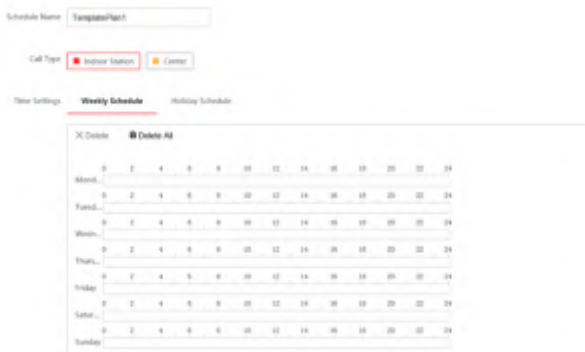 Schedule Name TemplatePlan1
Call Type Indoor Station Center
Time Settings Weekly Schedule Holiday Schedule
Delete Delete All
0 2 4 6 8 10 12 14 16 18 20 22 24
Mond...
0 2 4 6 8 10 12 14 16 18 20 22 24
Tuesd...
0 2 4 6 8 10 12 14 16 18 20 22 24
Wedn...
0 2 4 6 8 10 12 14 16 18 20 22 24
Thurs...
0 2 4 6 8 10 12 14 16 18 20 22 24
Friday
0 2 4 6 8 10 12 14 16 18 20 22 24
Satur...
0 2 4 6 8 10 12 14 16 18 20 22 24
Sunday